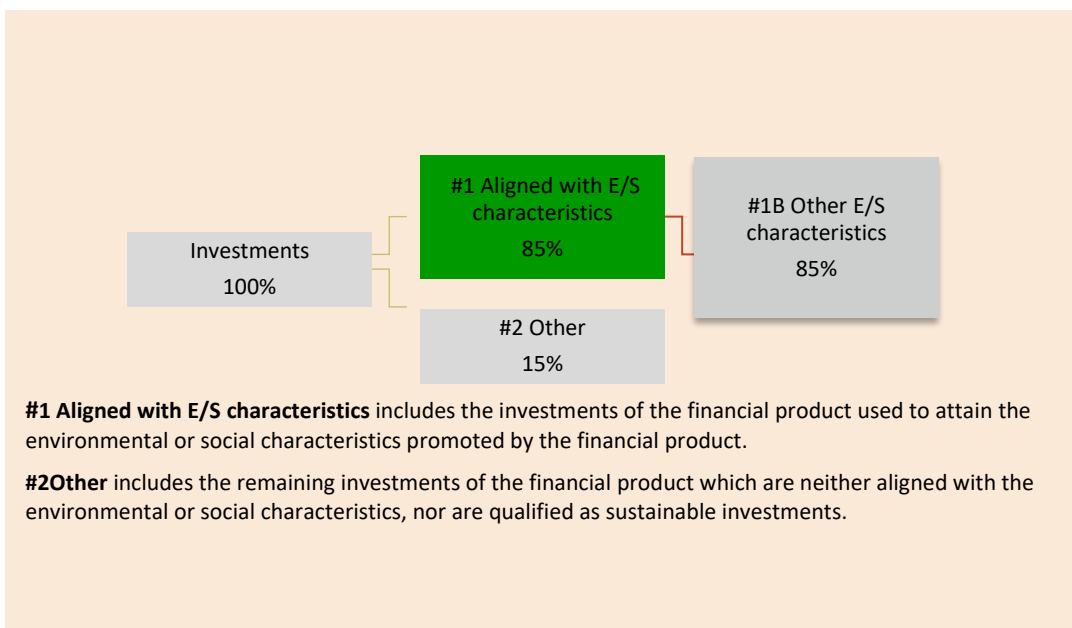 Investments
100%
#1 Aligned with E/S
characteristics
85%
#2 Other
15%
#1B Other E/S
characteristics
85%
#1 Aligned with E/S characteristics includes the investments of the financial product used to attain the
environmental or social characteristics promoted by the financial product.
#2Other includes the remaining investments of the financial product which are neither aligned with the
environmental or social characteristics, nor are qualified as sustainable investments.